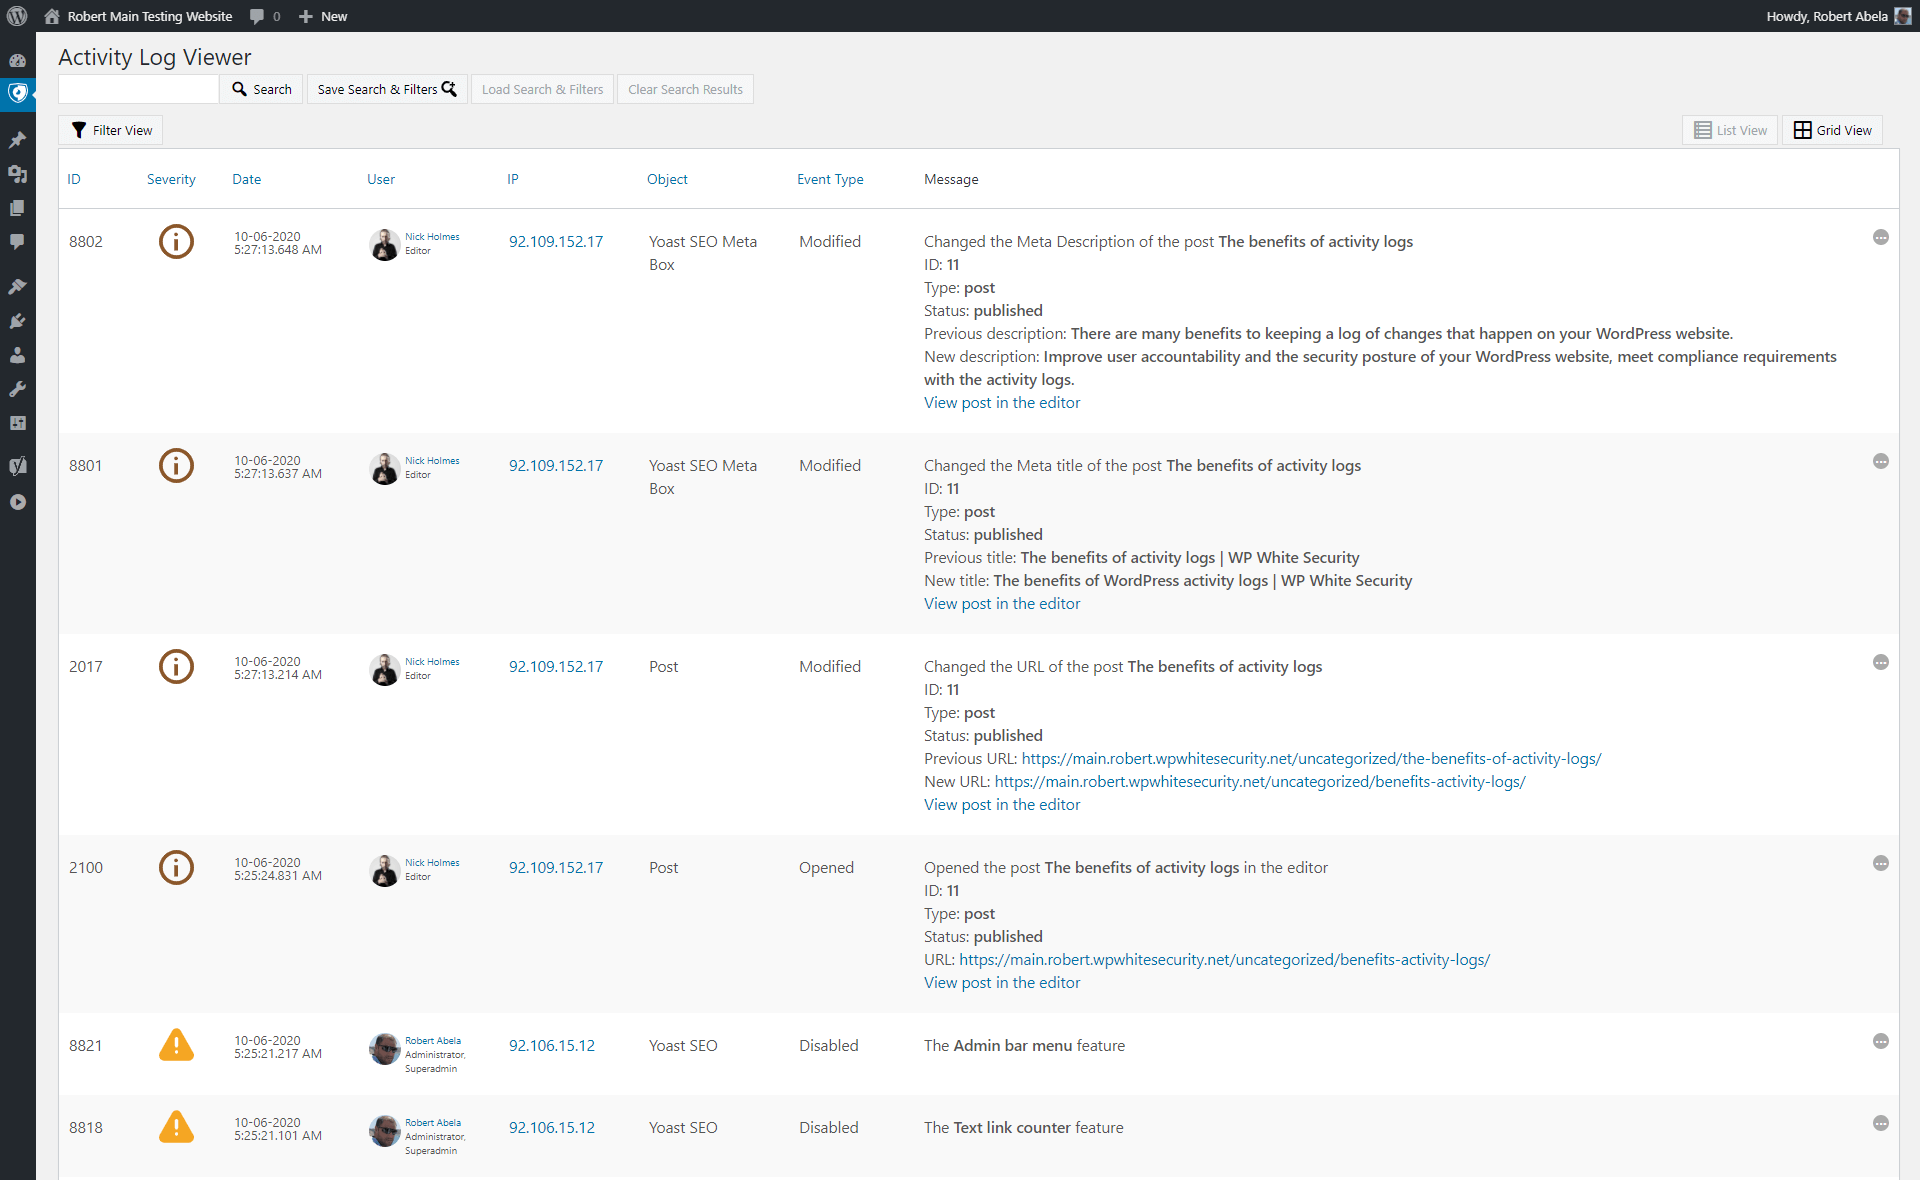 Robert Main Testing Website 0 New Howdy, Robert Abela
Activity Log Viewer
Search Save Search & Filters Load Search & Filters Clear Search Results
Filter View List View Grid View
ID Severity Date User IP Object Event Type Message
8802 10-06-2020 Nick Holmes 92.109.152.17 Yoast SEO Meta Modified Changed the Meta Description of the post The benefits of activity logs
5:27:13.648 AM Editor Box ID: 11
Type: post
Status: published
Previous description: There are many benefits to keeping a log of changes that happen on your WordPress website.
New description: Improve user accountability and the security posture of your WordPress website, meet compliance requirements
with the activity logs.
View post in the editor
8801 10-06-2020 Nick Holmes 92.109.152.17 Yoast SEO Meta Modified Changed the Meta title of the post The benefits of activity logs
5:27:13.637 AM Editor Box ID: 11
Type: post
Status: published
Previous title: The benefits of activity logs | WP White Security
New title: The benefits of WordPress activity logs | WP White Security
View post in the editor
2017 10-06-2020 Nick Holmes 92.109.152.17 Post Modified Changed the URL of the post The benefits of activity logs
5:27:13.214 AM Editor ID: 11
Type: post
Status: published
Previous URL: https://main.robert.wpwhitesecurity.net/uncategorized/the-benefits-of-activity-logs/
New URL: https://main.robert.wpwhitesecurity.net/uncategorized/benefits-activity-logs/
View post in the editor
2100 10-06-2020 Nick Holmes 92.109.152.17 Post Opened Opened the post The benefits of activity logs in the editor
5:25:24.831 AM Editor ID: 11
Type: post
Status: published
URL: https://main.robert.wpwhitesecurity.net/uncategorized/benefits-activity-logs/
View post in the editor
8821 10-06-2020 Robert Abela 92.106.15.12 Yoast SEO Disabled The Admin bar menu feature
5:25:21.217 AM Administrator,
Superadmin
8818 10-06-2020 Robert Abela 92.106.15.12 Yoast SEO Disabled The Text link counter feature
5:25:21.101 AM Administrator,
Superadmin